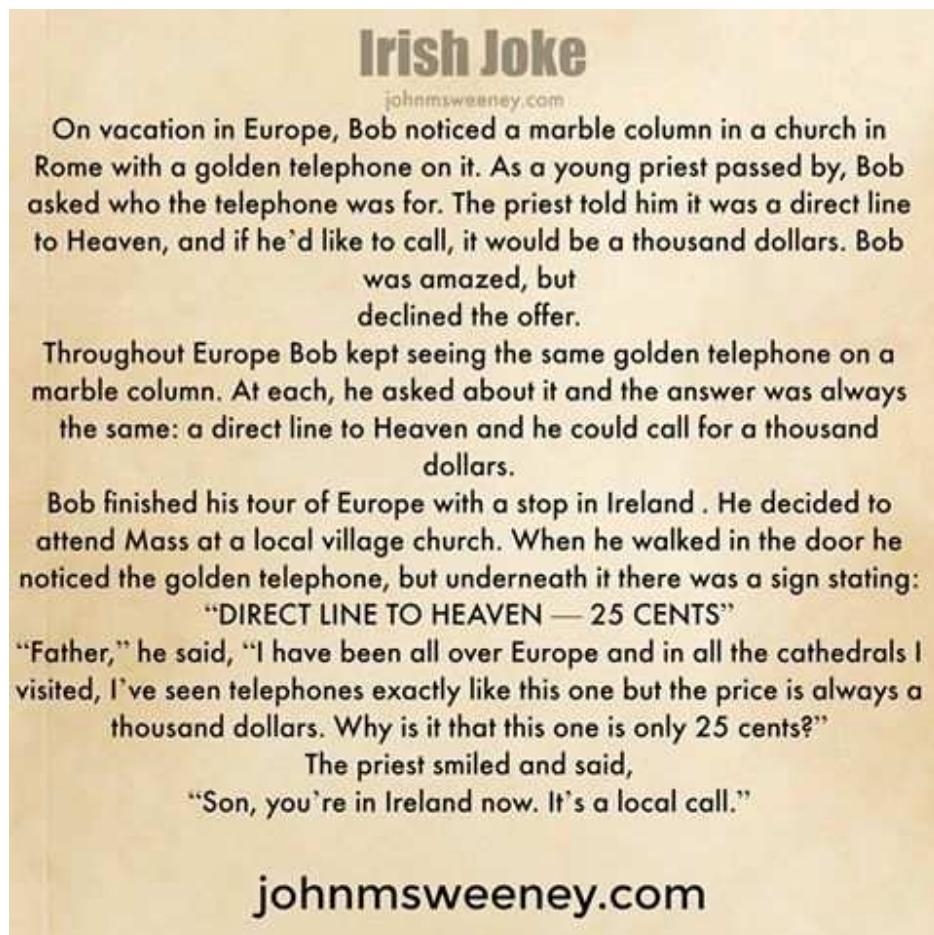 Irish Joke
johnmsweeney.com
On vacation in Europe, Bob noticed a marble column in a church in
Rome with a golden telephone on it. As a young priest passed by, Bob
asked who the telephone was for. The priest told him it was a direct line
to Heaven, and if he’d like to call, it would be a thousand dollars. Bob
was amazed, but
declined the offer.
Throughout Europe Bob kept seeing the same golden telephone on a
marble column. At each, he asked about it and the answer was always
the same: a direct line to Heaven and he could call for a thousand
dollars.
Bob finished his tour of Europe with a stop in Ireland . He decided to
attend Mass at a local village church. When he walked in the door he
noticed the golden telephone, but underneath it there was a sign stating:
“DIRECT LINE TO HEAVEN — 25 CENTS”
“Father,” he said, “I have been all over Europe and in all the cathedrals I
visited, I’ve seen telephones exactly like this one but the price is always a
thousand dollars. Why is it that this one is only 25 cents?”
The priest smiled and said,
“Son, you’re in Ireland now. It’s a local call.”
johnmsweeney.com